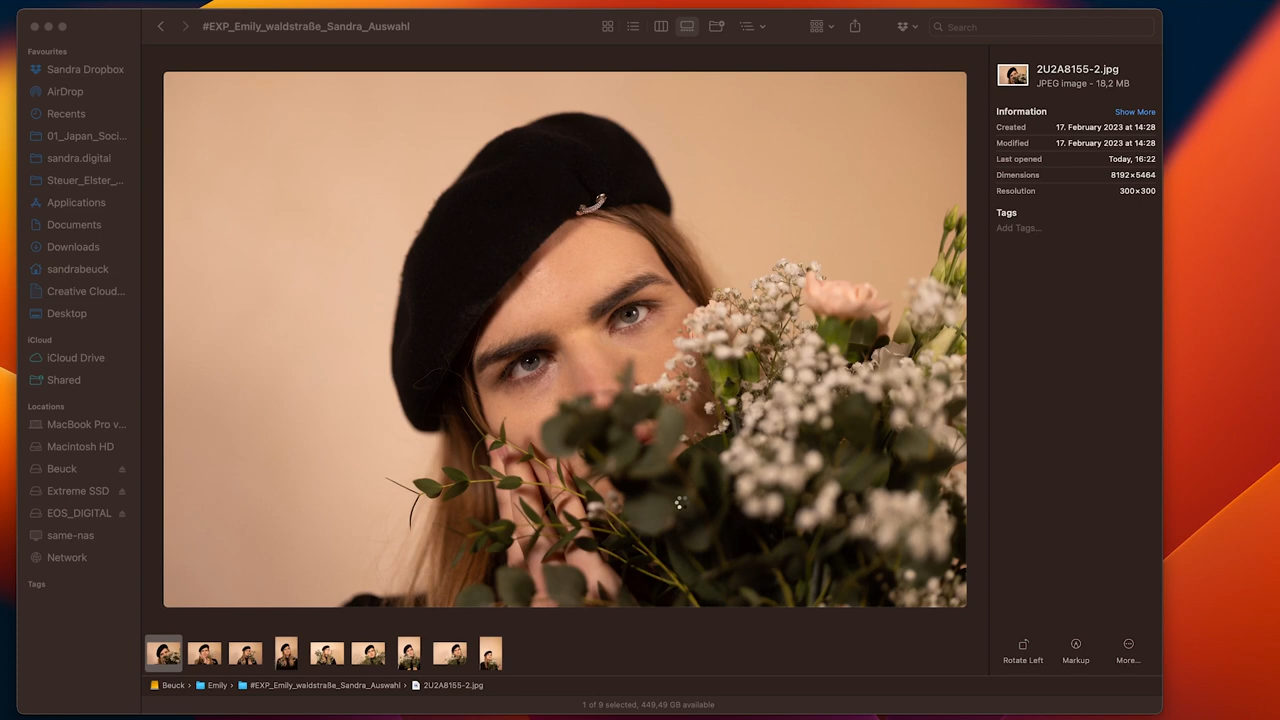 #EXP_Emily_waldstraße_Sandra_Auswahl
Search
Favourites
Sandra Dropbox
AirDrop
Recents
01_Japan_Soci...
sandra.digital
Steuer_Elster_...
Applications
Documents
Downloads
sandrabeuck
Creative Cloud...
Desktop
iCloud
iCloud Drive
Shared
Locations
MacBook Pro v...
Macintosh HD
Beuck
Extreme SSD
EOS_DIGITAL
same-nas
Network
Tags
2U2A8155-2.jpg
JPEG image - 18,2 MB
Information Show More
Created 17. February 2023 at 14:28
Modified 17. February 2023 at 14:28
Last opened Today, 16:22
Dimensions 8192×5464
Resolution 300×300
Tags
Add Tags...
Rotate Left Markup More...
Beuck › Emily › #EXP_Emily_waldstraße_Sandra_Auswahl › 2U2A8155-2.jpg
1 of 9 selected, 449,49 GB available